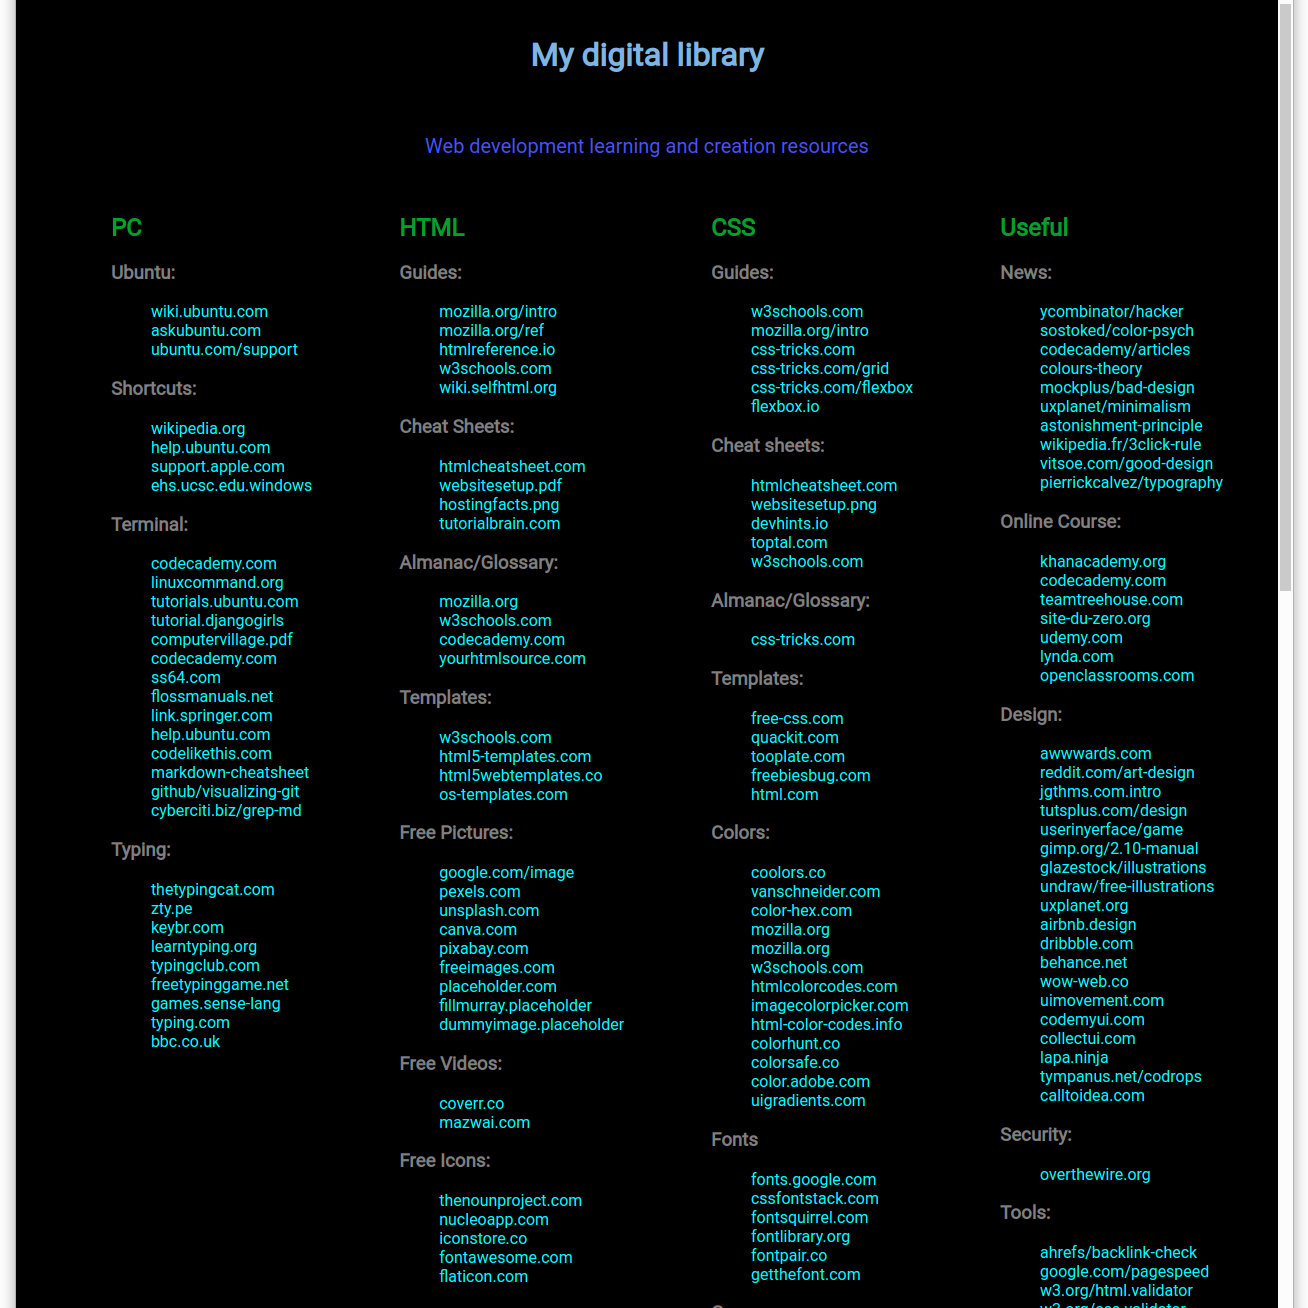 My digital library
Web development learning and creation resources
PC
Ubuntu:
wiki.ubuntu.com
askubuntu.com
ubuntu.com/support
Shortcuts:
wikipedia.org
help.ubuntu.com
support.apple.com
ehs.ucsc.edu.windows
Terminal:
codecademy.com
linuxcommand.org
tutorials.ubuntu.com
tutorial.djangogirls
computervillage.pdf
codecademy.com
ss64.com
flossmanuals.net
link.springer.com
help.ubuntu.com
codelikethis.com
markdown-cheatsheet
github/visualizing-git
cyberciti.biz/grep-md
Typing:
thetypingcat.com
zty.pe
keybr.com
learntyping.org
typingclub.com
freetypinggame.net
games.sense-lang
typing.com
bbc.co.uk
HTML
Guides:
mozilla.org/intro
mozilla.org/ref
htmlreference.io
w3schools.com
wiki.selfhtml.org
Cheat Sheets:
htmlcheatsheet.com
websitesetup.pdf
hostingfacts.png
tutorialbrain.com
Almanac/Glossary:
mozilla.org
w3schools.com
codecademy.com
yourhtmlsource.com
Templates:
w3schools.com
html5-templates.com
html5webtemplates.co
os-templates.com
Free Pictures:
google.com/image
pexels.com
unsplash.com
canva.com
pixabay.com
freeimages.com
placeholder.com
fillmurray.placeholder
dummyimage.placeholder
Free Videos:
coverr.co
mazwai.com
Free Icons:
thenounproject.com
nucleoapp.com
iconstore.co
fontawesome.com
flaticon.com
CSS
Guides:
w3schools.com
mozilla.org/intro
css-tricks.com
css-tricks.com/grid
css-tricks.com/flexbox
flexbox.io
Cheat sheets:
htmlcheatsheet.com
websitesetup.png
devhints.io
toptal.com
w3schools.com
Almanac/Glossary:
css-tricks.com
Templates:
free-css.com
quackit.com
tooplate.com
freebiesbug.com
html.com
Colors:
coolors.co
vanschneider.com
color-hex.com
mozilla.org
mozilla.org
w3schools.com
htmlcolorcodes.com
imagecolorpicker.com
html-color-codes.info
colorhunt.co
colorsafe.co
color.adobe.com
uigradients.com
Fonts
fonts.google.com
cssfontstack.com
fontsquirrel.com
fontlibrary.org
fontpair.co
getthefont.com
Useful
News:
ycombinator/hacker
sostoked/color-psych
codecademy/articles
colours-theory
mockplus/bad-design
uxplanet/minimalism
astonishment-principle
wikipedia.fr/3click-rule
vitsoe.com/good-design
pierrickcalvez/typography
Online Course:
khanacademy.org
codecademy.com
teamtreehouse.com
site-du-zero.org
udemy.com
lynda.com
openclassrooms.com
Design:
awwwards.com
reddit.com/art-design
jgthms.com.intro
tutsplus.com/design
userinyerface/game
gimp.org/2.10-manual
glazestock/illustrations
undraw/free-illustrations
uxplanet.org
airbnb.design
dribbble.com
behance.net
wow-web.co
uimovement.com
codemyui.com
collectui.com
lapa.ninja
tympanus.net/codrops
calltoidea.com
Security:
overthewire.org
Tools:
ahrefs/backlink-check
google.com/pagespeed
w3.org/html.validator